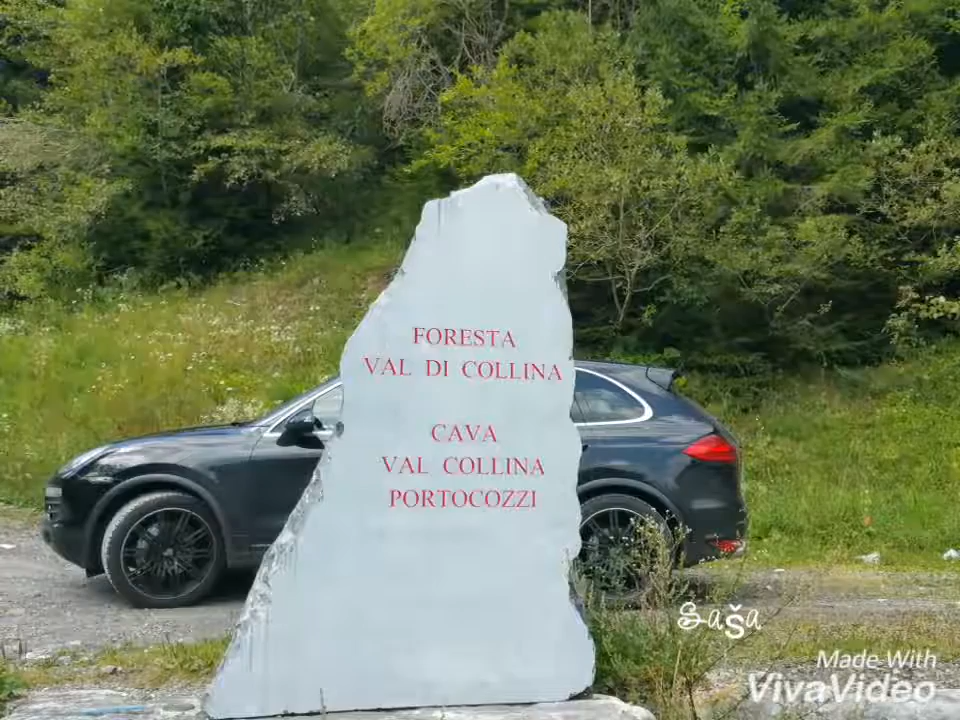 FORESTA
VAL DI COLLINA
CAVA
VAL COLLINA
PORTOCOZZI
Saša
Made With
VivaVideo